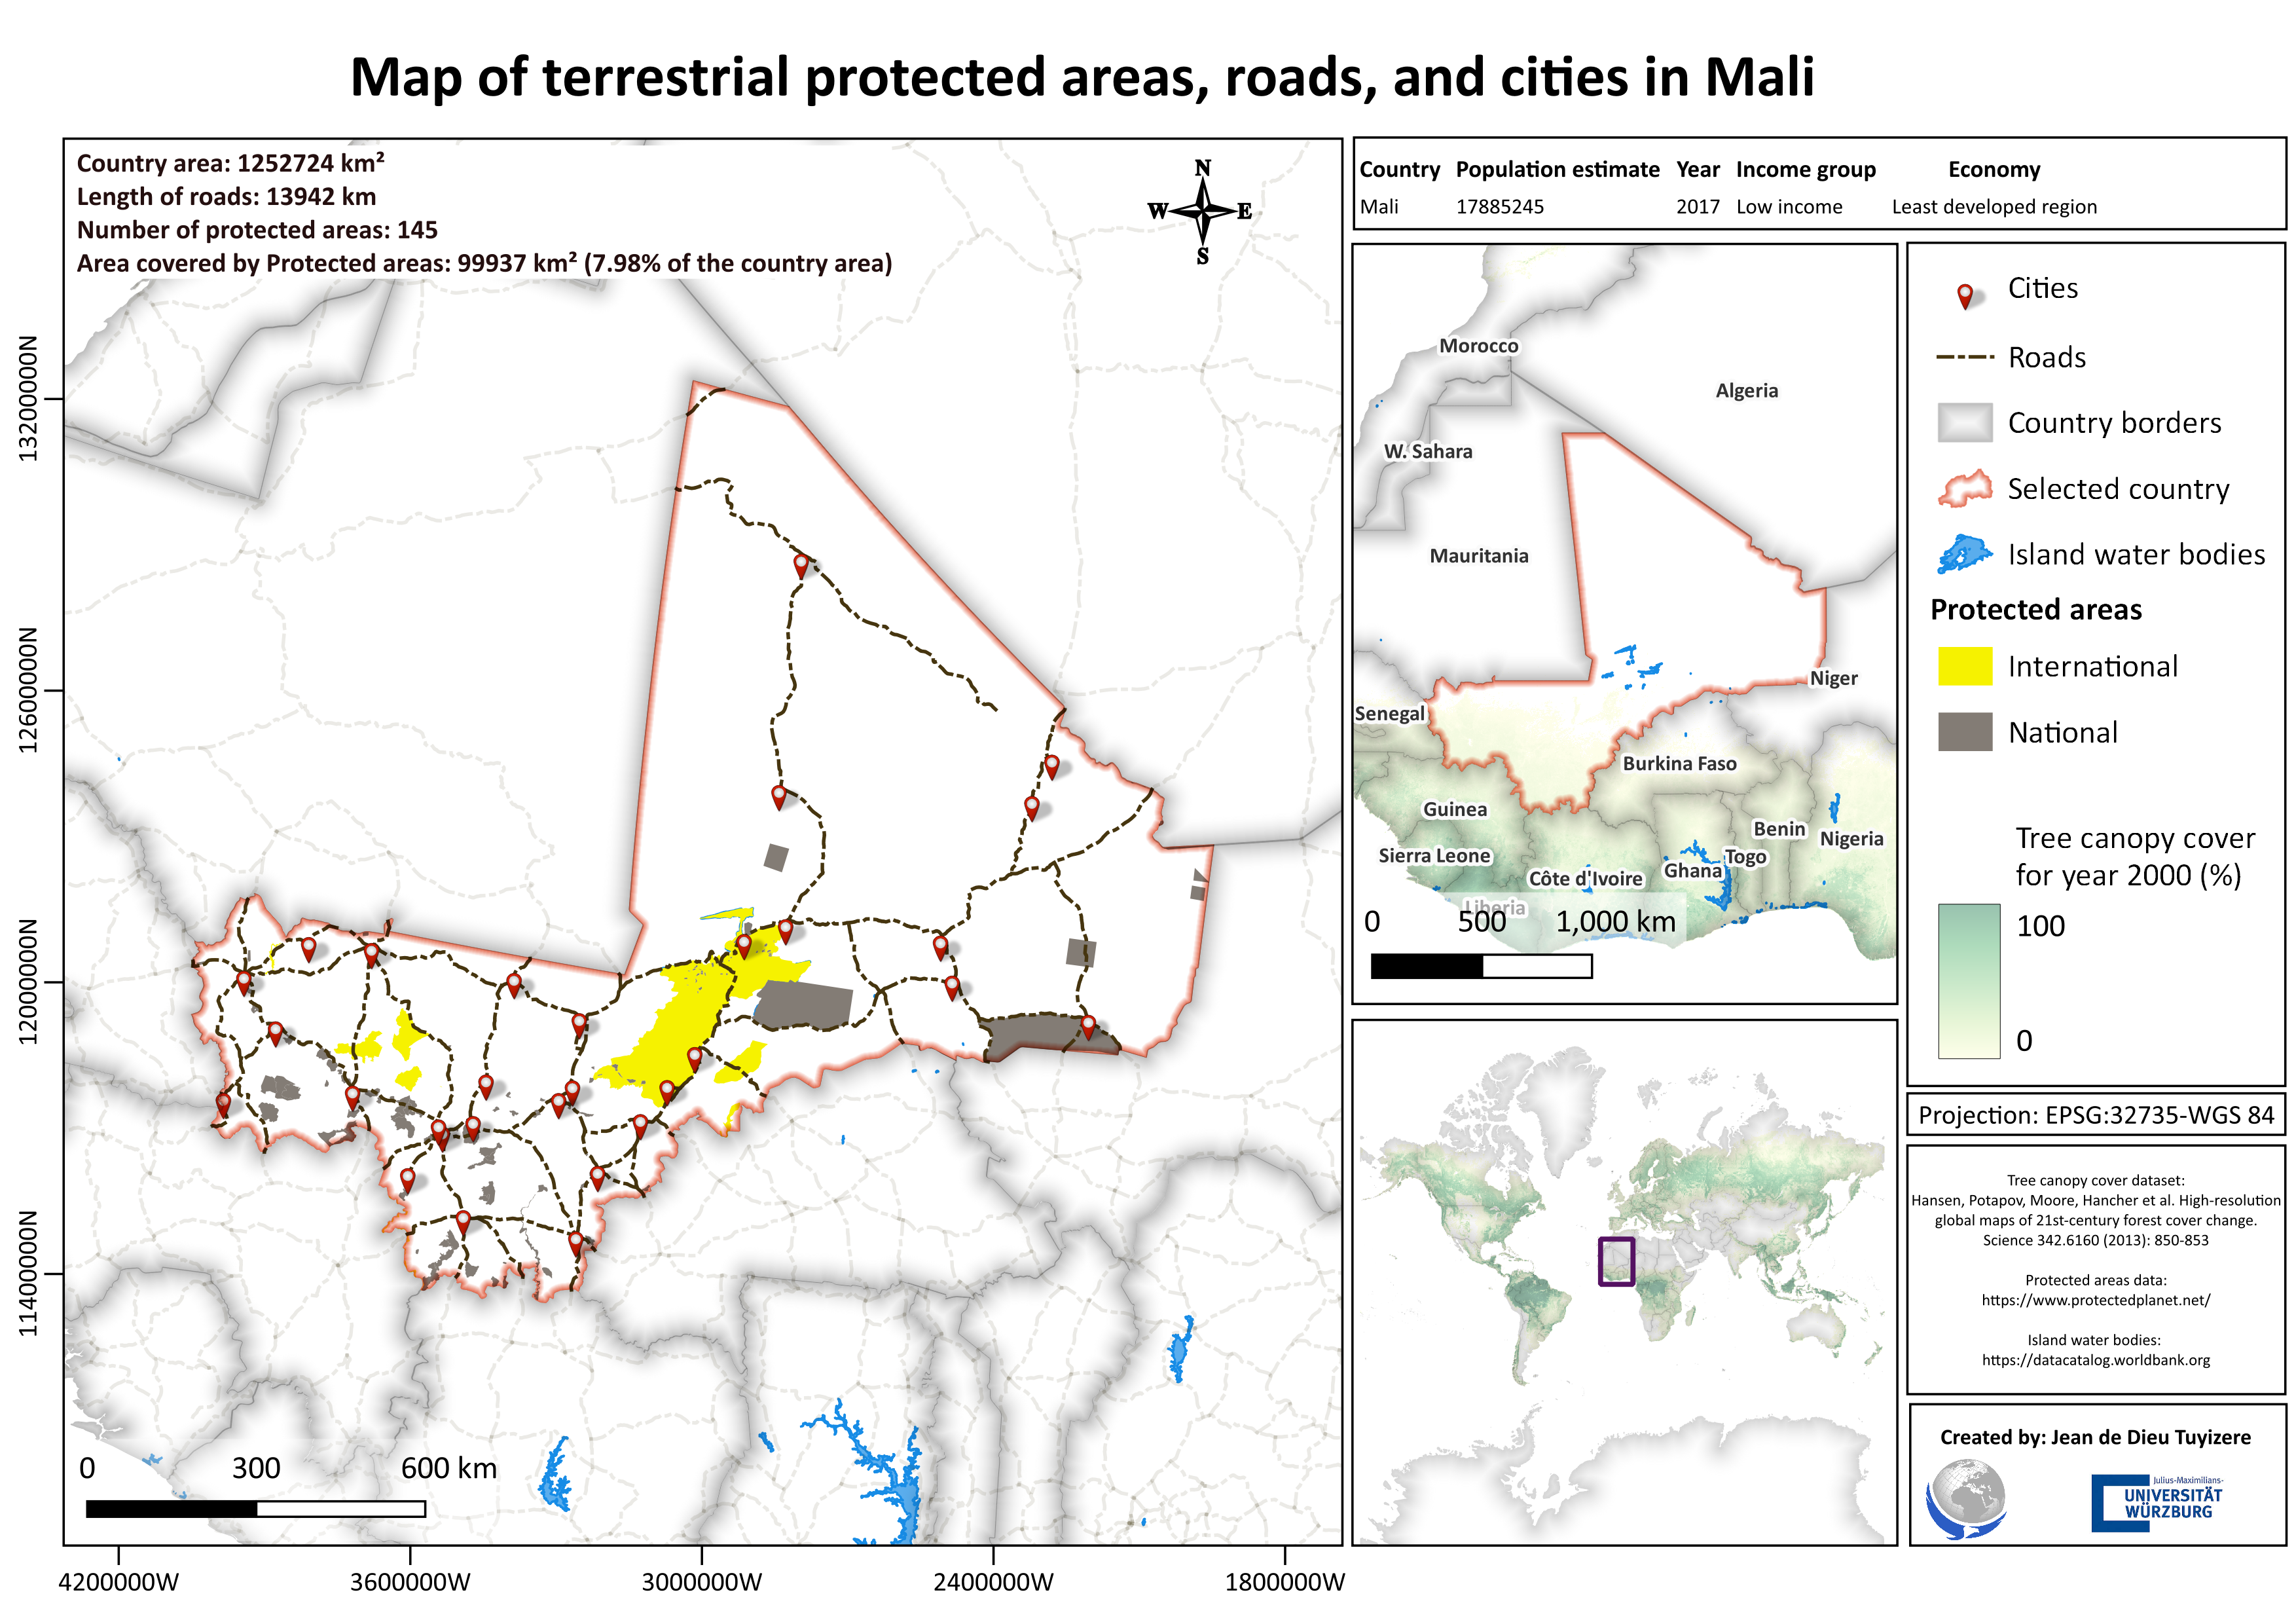 Map of terrestrial protected areas, roads, and cities in Mali
Country area: 1252724 km²
Length of roads: 13942 km
Number of protected areas: 145
Area covered by Protected areas: 99937 km² (7.98% of the country area)
N
W E
S
13200000N
12600000N
12000000N
11400000N
0 300 600 km
4200000W 3600000W 3000000W 2400000W 1800000W
Country Population estimate Year Income group Economy
Mali 17885245 2017 Low income Least developed region
Morocco
Algeria
W. Sahara
Mauritania
Niger
Senegal
Burkina Faso
Guinea
Benin
Nigeria
Sierra Leone
Togo
Ghana
Côte d'Ivoire
Liberia
0 500 1,000 km
Cities
Roads
Country borders
Selected country
Island water bodies
Protected areas
International
National
Tree canopy cover
for year 2000 (%)
100
0
Projection: EPSG:32735-WGS 84
Tree canopy cover dataset:
Hansen, Potapov, Moore, Hancher et al. High-resolution
global maps of 21st-century forest cover change.
Science 342.6160 (2013): 850-853
Protected areas data:
https://www.protectedplanet.net/
Island water bodies:
https://datacatalog.worldbank.org
Created by: Jean de Dieu Tuyizere
Julius-Maximilians-
UNIVERSITÄT
WÜRZBURG